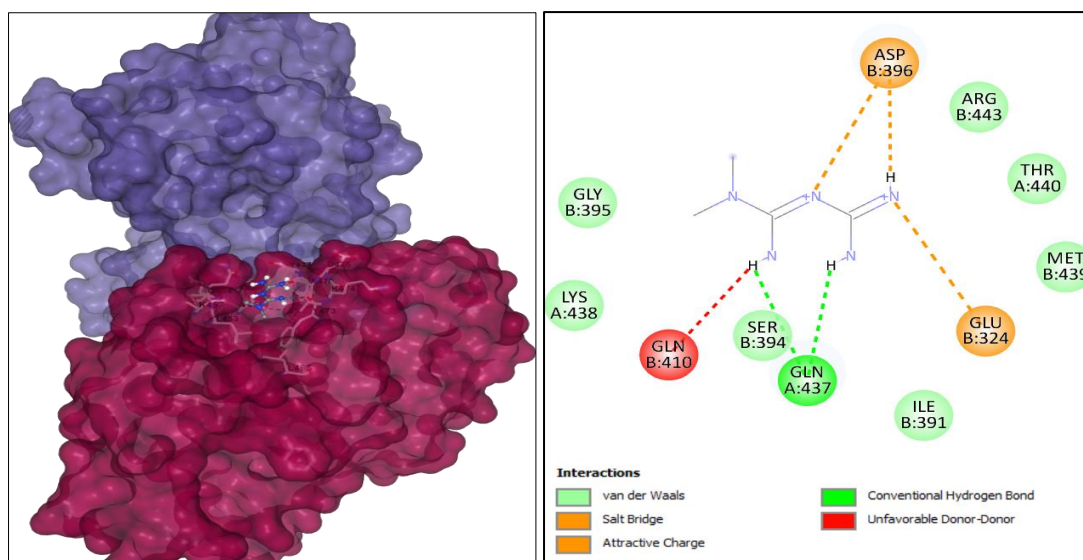 ASP
B:396
ARG
B:443
THR
A:440
GLY
B:395
MET
B:439
LYS
A:438
SER
B:394
GLU
B:324
GLN
B:410
GLN
A:437
ILE
B:391
N
+N
+N
H
N
N
H
H
Interactions
van der Waals
Salt Bridge
Attractive Charge
Conventional Hydrogen Bond
Unfavorable Donor-Donor